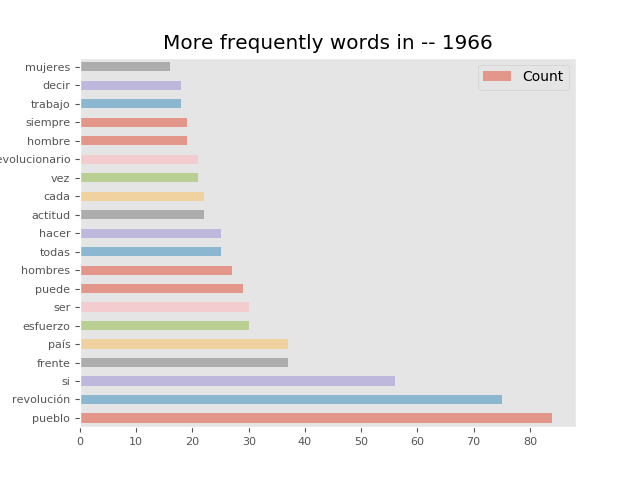 More frequently words in -- 1966
Count
mujeres
decir
trabajo
siempre
hombre
evolucionario
vez
cada
actitud
hacer
todas
hombres
puede
ser
esfuerzo
país
frente
si
revolución
pueblo
0 10 20 30 40 50 60 70 80